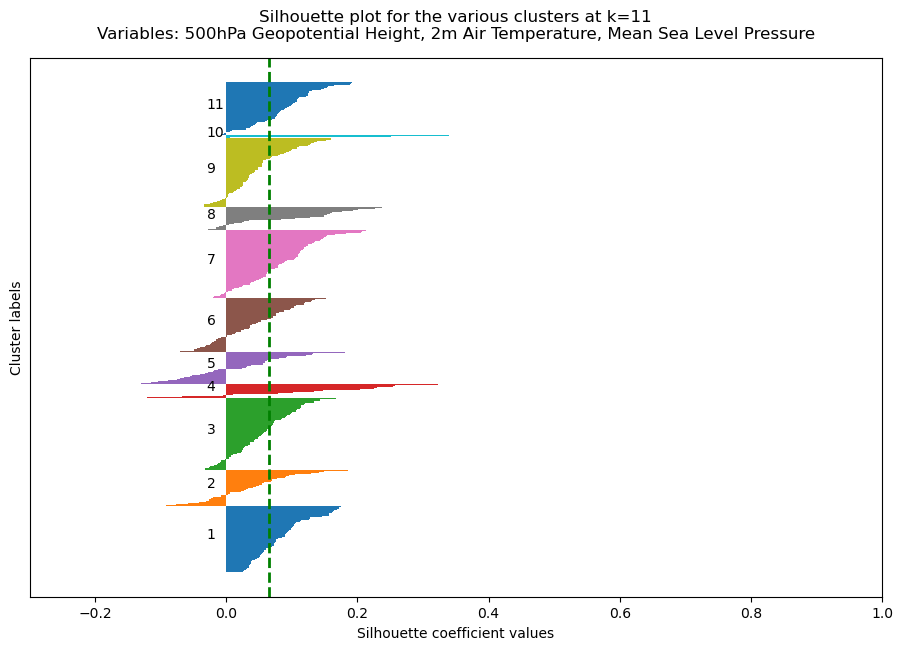 Silhouette plot for the various clusters at k=11
Variables: 500hPa Geopotential Height, 2m Air Temperature, Mean Sea Level Pressure
Cluster labels
11
10
9
8
7
6
5
4
3
2
1
−0.2 0.0 0.2 0.4 0.6 0.8 1.0
Silhouette coefficient values